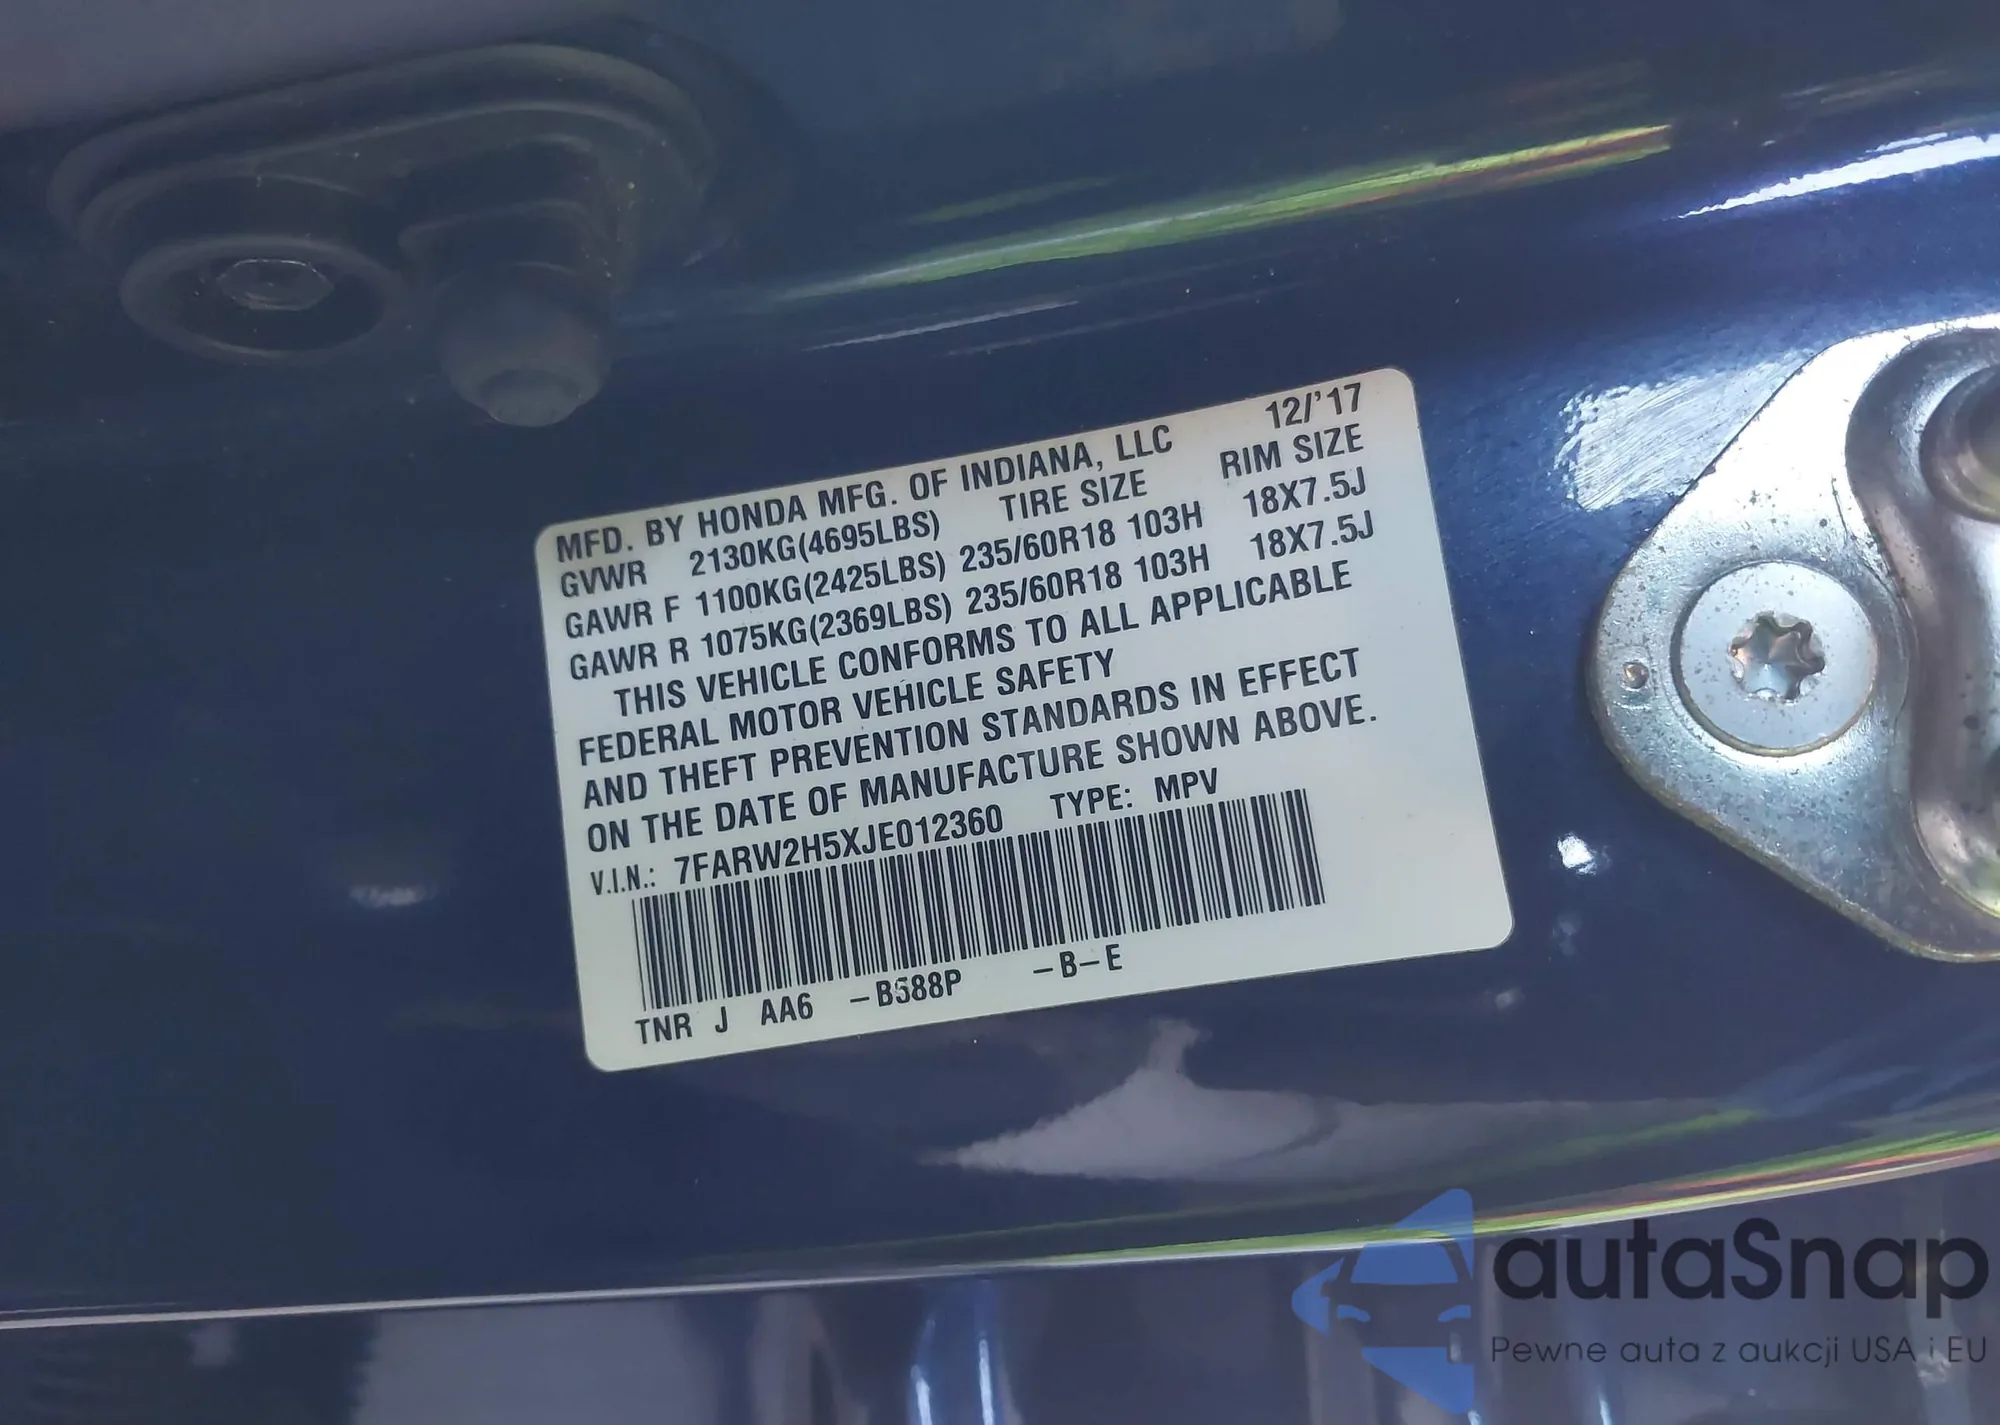 MFD. BY HONDA MFG. OF INDIANA, LLC 12/'17
GVWR 2130KG(4695LBS) TIRE SIZE RIM SIZE
GAWR F 1100KG(2425LBS) 235/60R18 103H 18X7.5J
GAWR R 1075KG(2369LBS) 235/60R18 103H 18X7.5J
THIS VEHICLE CONFORMS TO ALL APPLICABLE
FEDERAL MOTOR VEHICLE SAFETY
AND THEFT PREVENTION STANDARDS IN EFFECT
ON THE DATE OF MANUFACTURE SHOWN ABOVE.
V.I.N.: 7FARW2H5XJE012360 TYPE: MPV
TNR J AA6 -B588P -B-E
autaSnap
Pewne auta z aukcji USA i EU